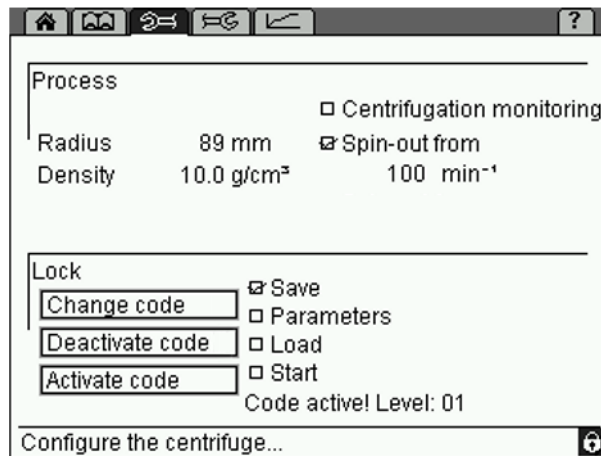 ?
Process
Centrifugation monitoring
Radius 89 mm Spin-out from
Density 10.0 g/cm³ 100 min⁻¹
Lock
Save
Change code
Parameters
Deactivate code Load
Activate code Start
Code active! Level: 01
Configure the centrifuge...